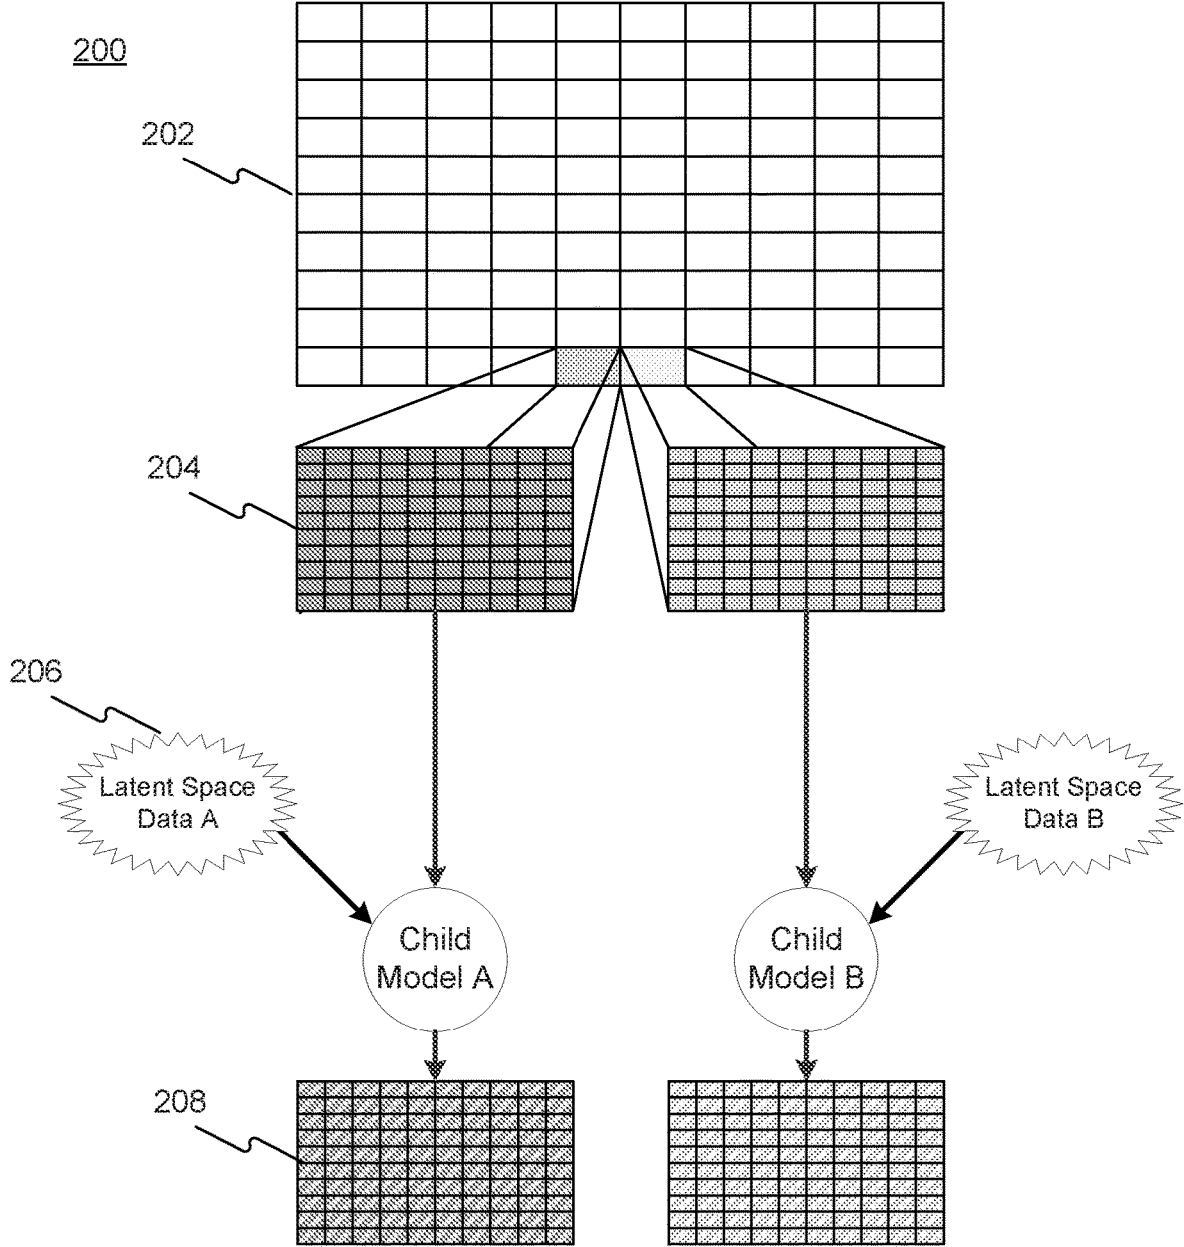 200
202
204
206
Latent Space
Data A
Latent Space
Data B
Child
Model A
Child
Model B
208